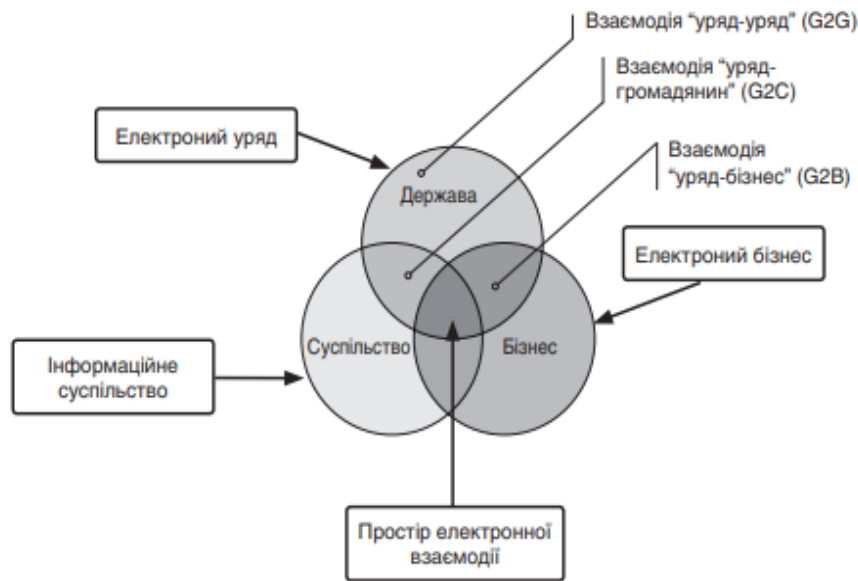 Взаємодія “уряд-уряд” (G2G)
Взаємодія “уряд-
громадянин” (G2C)
Електроний уряд
Взаємодія
“уряд-бізнес” (G2B)
Держава
Електроний бізнес
Суспільство
Бізнес
Інформаційне
суспільство
Простір електронної
взаємодії